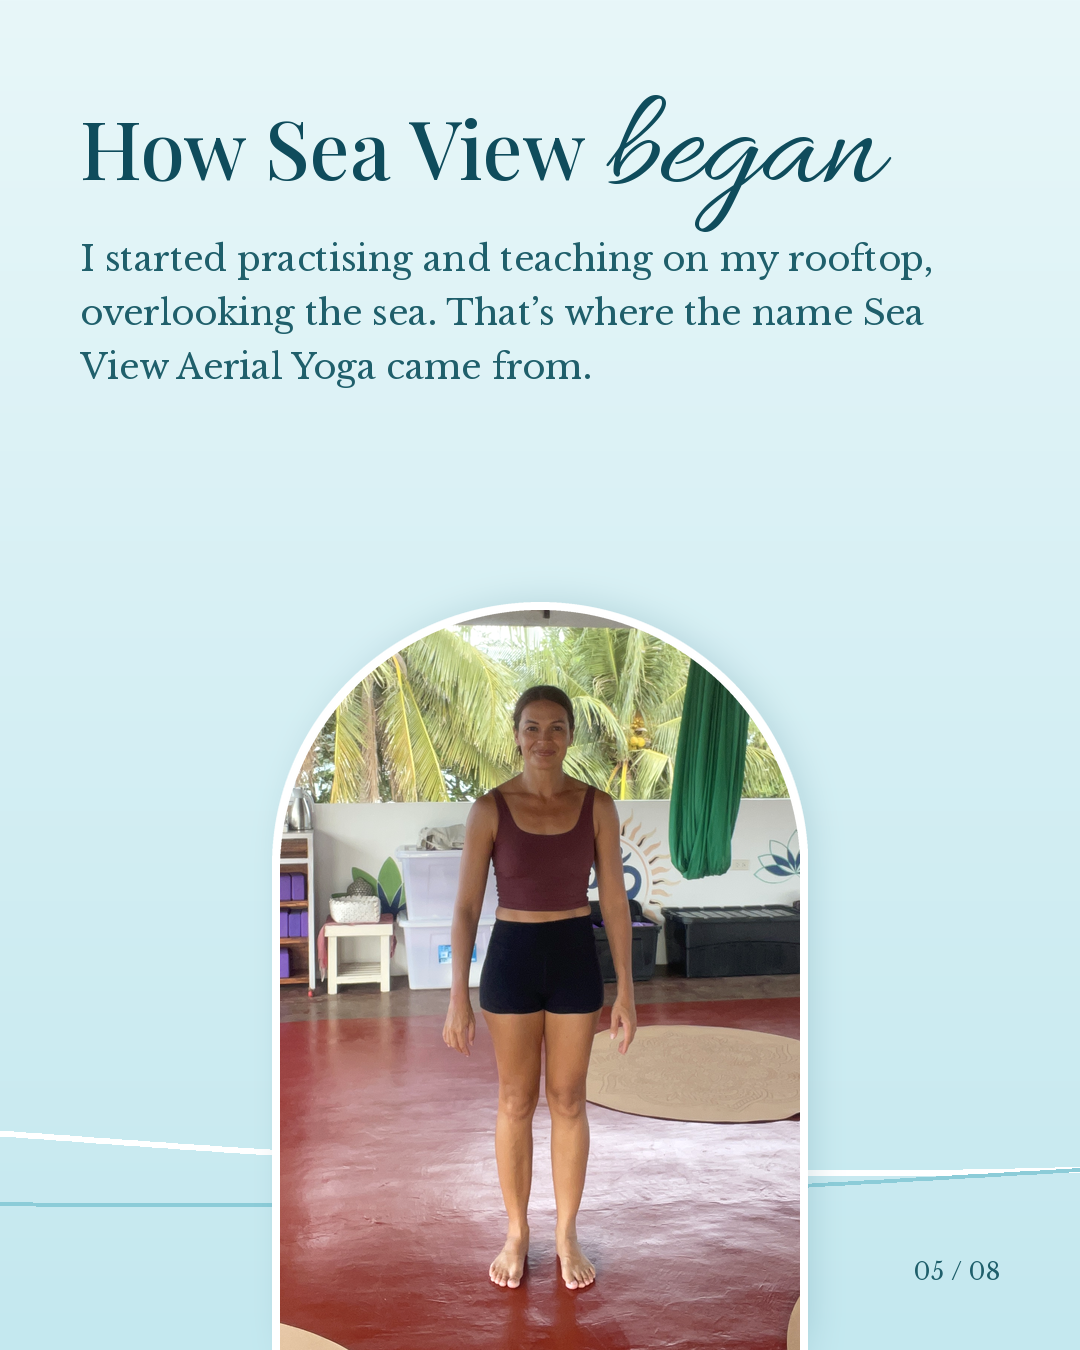 How Sea View began
I started practising and teaching on my rooftop,
overlooking the sea. That’s where the name Sea
View Aerial Yoga came from.
05 / 08